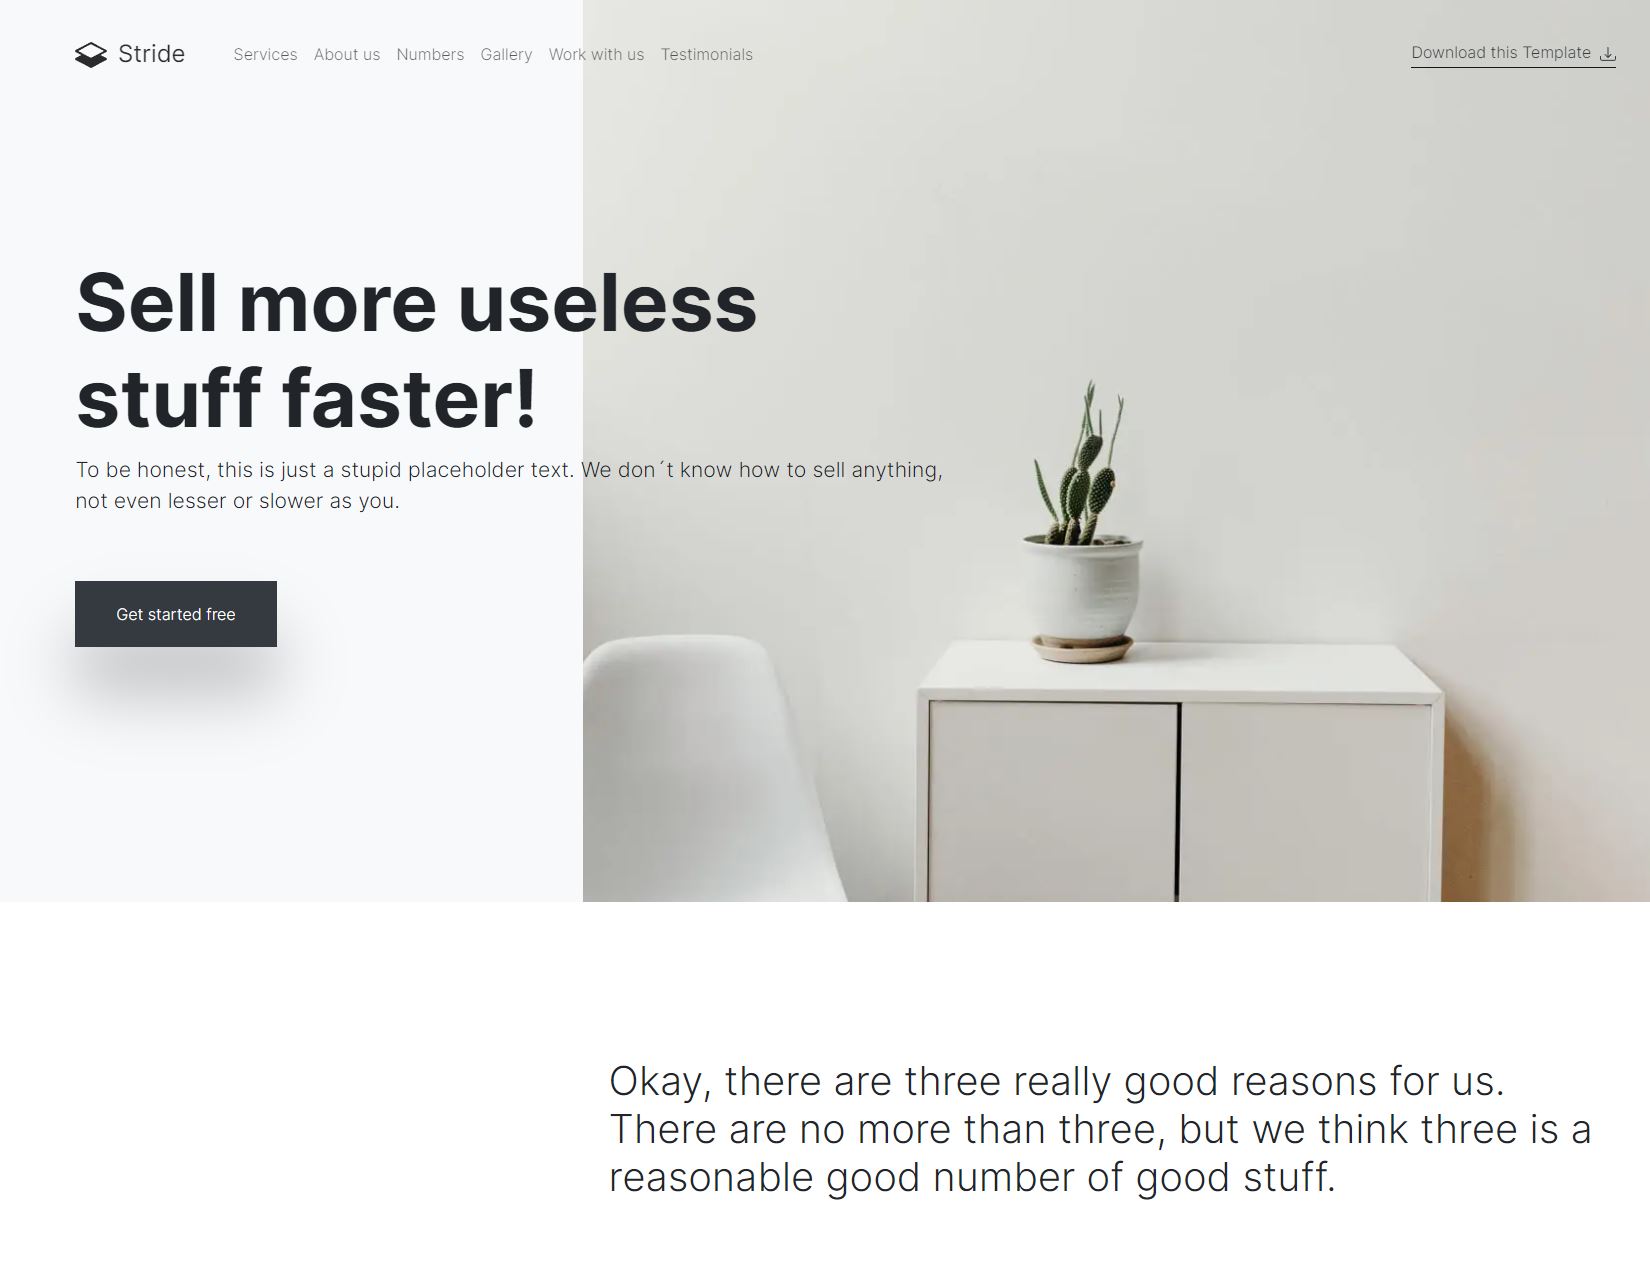 Stride
Services About us Numbers Gallery Work with us Testimonials
Download this Template
Sell more useless
stuff faster!
To be honest, this is just a stupid placeholder text. We don´t know how to sell anything,
not even lesser or slower as you.
Get started free
Okay, there are three really good reasons for us.
There are no more than three, but we think three is a
reasonable good number of good stuff.